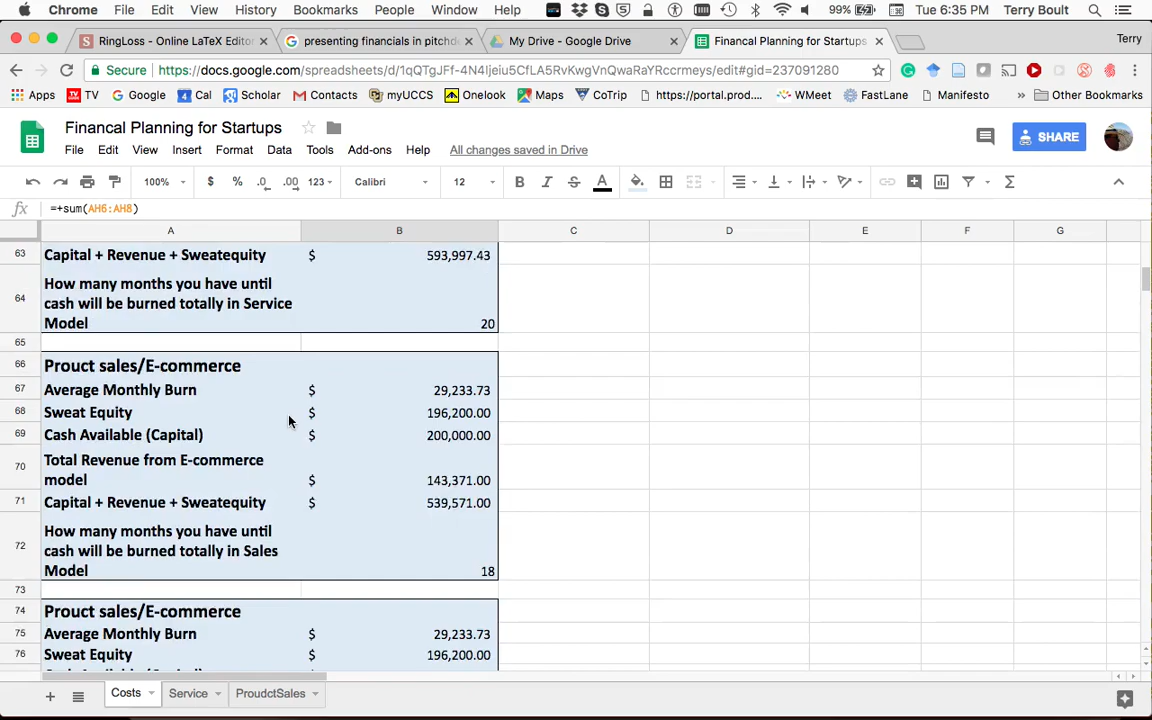 Chrome File Edit View History Bookmarks People Window Help 99% Tue 6:35 PM Terry Boult
RingLoss - Online LaTeX Editor presenting financials in pitchde My Drive - Google Drive Financal Planning for Startups Terry
Secure https://docs.google.com/spreadsheets/d/1qQTgJFf-4N4Ijeiu5CfLA5RvKwgVnQwaRaYRccrmeys/edit#gid=237091280
Apps TV Google Cal Scholar Contacts myUCCS Onelook Maps CoTrip https://portal.prod.... WMeet FastLane Manifesto » Other Bookmarks
Financal Planning for Startups
SHARE
File Edit View Insert Format Data Tools Add-ons Help All changes saved in Drive
100% $ % .0 .00 123 Calibri 12 B I S A
fx =+sum(AH6:AH8)
A B C D E F G
63 Capital + Revenue + Sweatequity $ 593,997.43
How many months you have until
64 cash will be burned totally in Service
Model 20
65
66 Prouct sales/E-commerce
67 Average Monthly Burn $ 29,233.73
68 Sweat Equity $ 196,200.00
69 Cash Available (Capital) $ 200,000.00
Total Revenue from E-commerce
70 model $ 143,371.00
71 Capital + Revenue + Sweatequity $ 539,571.00
How many months you have until
72 cash will be burned totally in Sales
Model 18
73
74 Prouct sales/E-commerce
75 Average Monthly Burn $ 29,233.73
76 Sweat Equity $ 196,200.00
Costs Service ProudctSales